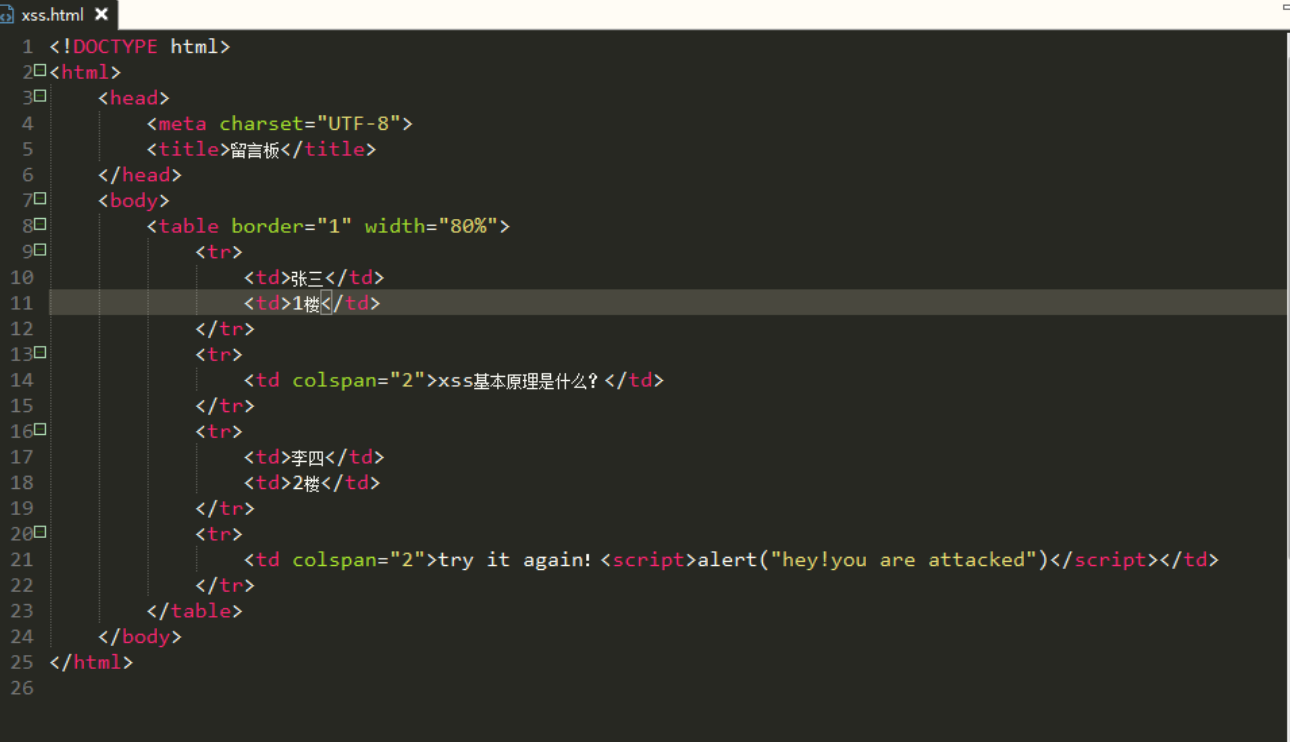 xss.html
1 <!DOCTYPE html>
2 <html>
3     <head>
4         <meta charset="UTF-8">
5         <title>留言板</title>
6     </head>
7     <body>
8         <table border="1" width="80%">
9             <tr>
10                 <td>张三</td>
11                 <td>1楼</td>
12             </tr>
13             <tr>
14                 <td colspan="2">xss基本原理是什么？</td>
15             </tr>
16             <tr>
17                 <td>李四</td>
18                 <td>2楼</td>
19             </tr>
20             <tr>
21                 <td colspan="2">try it again！<script>alert("hey!you are attacked")</script></td>
22             </tr>
23         </table>
24     </body>
25 </html>
26